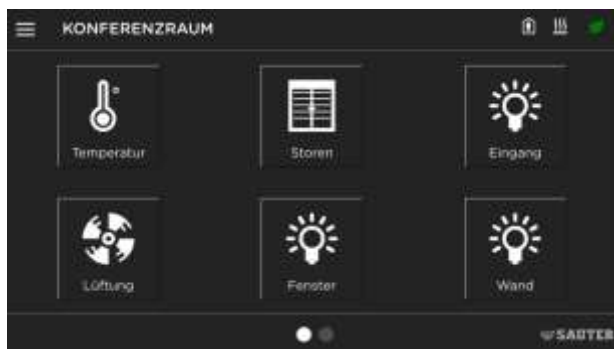 KONFERENZRAUM
Temperatur
Storen
Eingang
Lüftung
Fenster
Wand
SAUTER